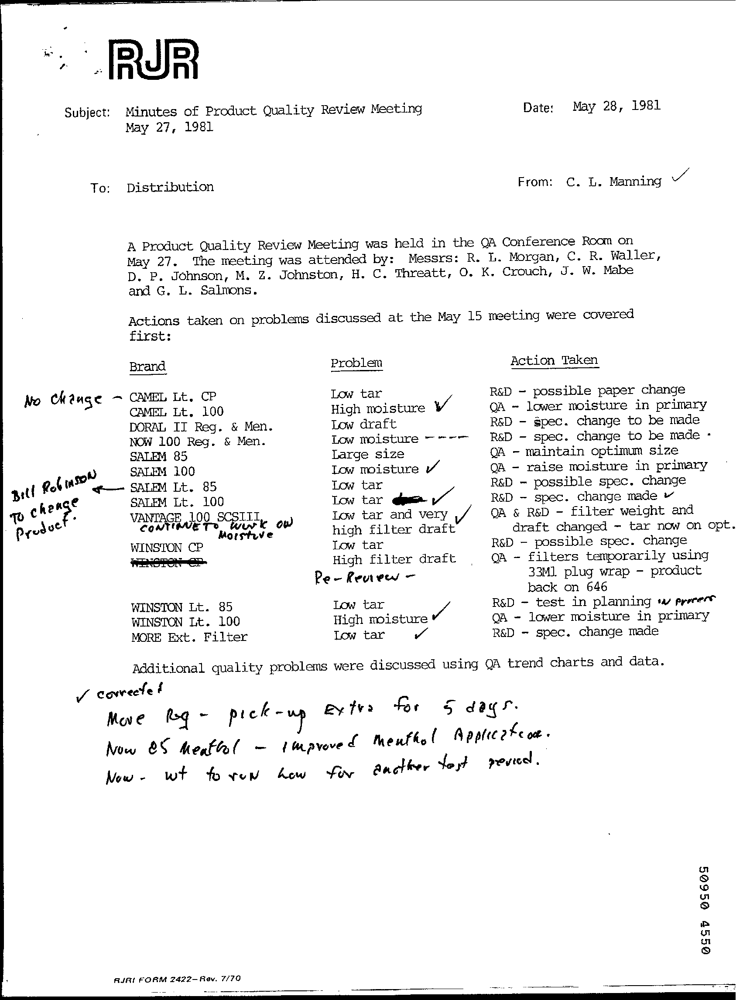 RJR
Subject: Minutes of Product Quality Review Meeting Date: May 28, 1981
May 27, 1981
To: Distribution From: C. L. Manning ✓
A Product Quality Review Meeting was held in the QA Conference Room on
May 27. The meeting was attended by: Messrs: R. L. Morgan, C. R. Waller,
D. P. Johnson, M. Z. Johnston, H. C. Threatt, O. K. Crouch, J. W. Mabe
and G. L. Salmons.
Actions taken on problems discussed at the May 15 meeting were covered
first:
Brand Problem Action Taken
No Change - CAMEL Lt. CP Low tar R&D - possible paper change
CAMEL Lt. 100 High moisture ✓ QA - lower moisture in primary
DORAL II Reg. & Men. Low draft R&D - spec. change to be made
NOW 100 Reg. & Men. Low moisture ---- R&D - spec. change to be made
SALEM 85 Large size QA - maintain optimum size
SALEM 100 Low moisture ✓ QA - raise moisture in primary
Bill Robinson ← SALEM Lt. 85 Low tar R&D - possible spec. change
To change SALEM Lt. 100 Low tar ✓ R&D - spec. change made ✓
Product. VANTAGE 100 SCSIII Low tar and very ✓ QA & R&D - filter weight and
CONTINUE TO WORK ON high filter draft draft changed - tar now on opt.
Moisture
WINSTON CP Low tar R&D - possible spec. change
WINSTON CP High filter draft QA - filters temporarily using
Re-Review - 33M1 plug wrap - product
back on 646
WINSTON Lt. 85 Low tar R&D - test in planning in process
WINSTON Lt. 100 High moisture ✓ QA - lower moisture in primary
MORE Ext. Filter Low tar ✓ R&D - spec. change made
Additional quality problems were discussed using QA trend charts and data.
✓ corrected
More Reg - pick-up Extra for 5 days.
Now 85 Menthol - improved menthol Application.
Now - wt to run low for another test period.
50950 4550
RJRI FORM 2422-Rev. 7/70